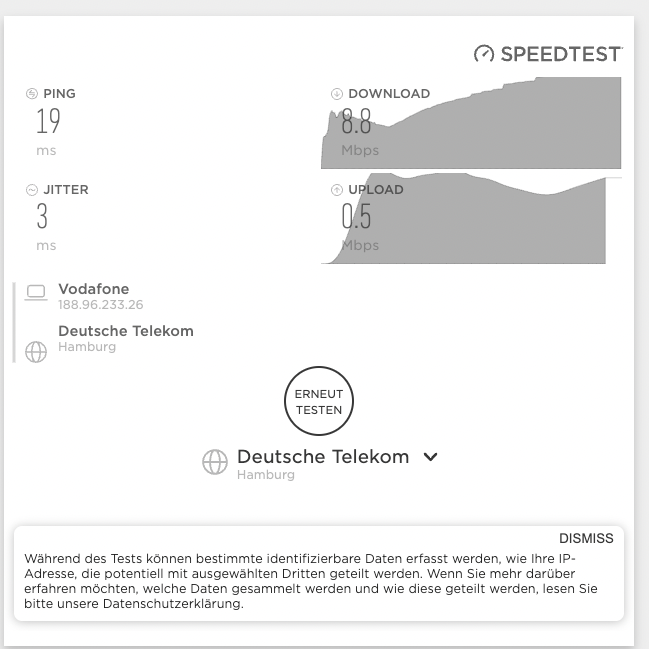 SPEEDTEST
PING
19
ms
DOWNLOAD
8.8
Mbps
JITTER
3
ms
UPLOAD
0.5
Mbps
Vodafone
188.96.233.26
Deutsche Telekom
Hamburg
ERNEUT
TESTEN
Deutsche Telekom
Hamburg
DISMISS
Während des Tests können bestimmte identifizierbare Daten erfasst werden, wie Ihre IP-
Adresse, die potentiell mit ausgewählten Dritten geteilt werden. Wenn Sie mehr darüber
erfahren möchten, welche Daten gesammelt werden und wie diese geteilt werden, lesen Sie
bitte unsere Datenschutzerklärung.